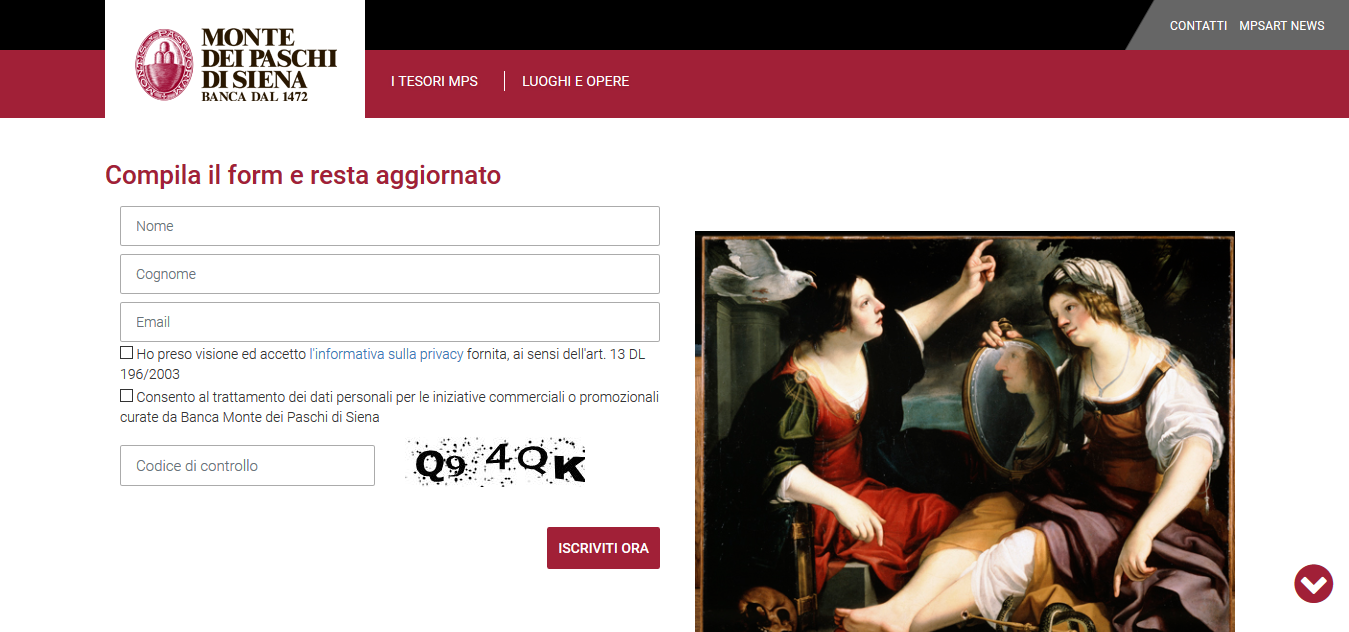 CONTATTI MPSART NEWS
MONTIS PASCUORUM
MONTE
DEI PASCHI
DI SIENA
BANCA DAL 1472
I TESORI MPS LUOGHI E OPERE
Compila il form e resta aggiornato
Nome
Cognome
Email
Ho preso visione ed accetto l'informativa sulla privacy fornita, ai sensi dell'art. 13 DL
196/2003
Consento al trattamento dei dati personali per le iniziative commerciali o promozionali
curate da Banca Monte dei Paschi di Siena
Codice di controllo Q9 4QK
ISCRIVITI ORA